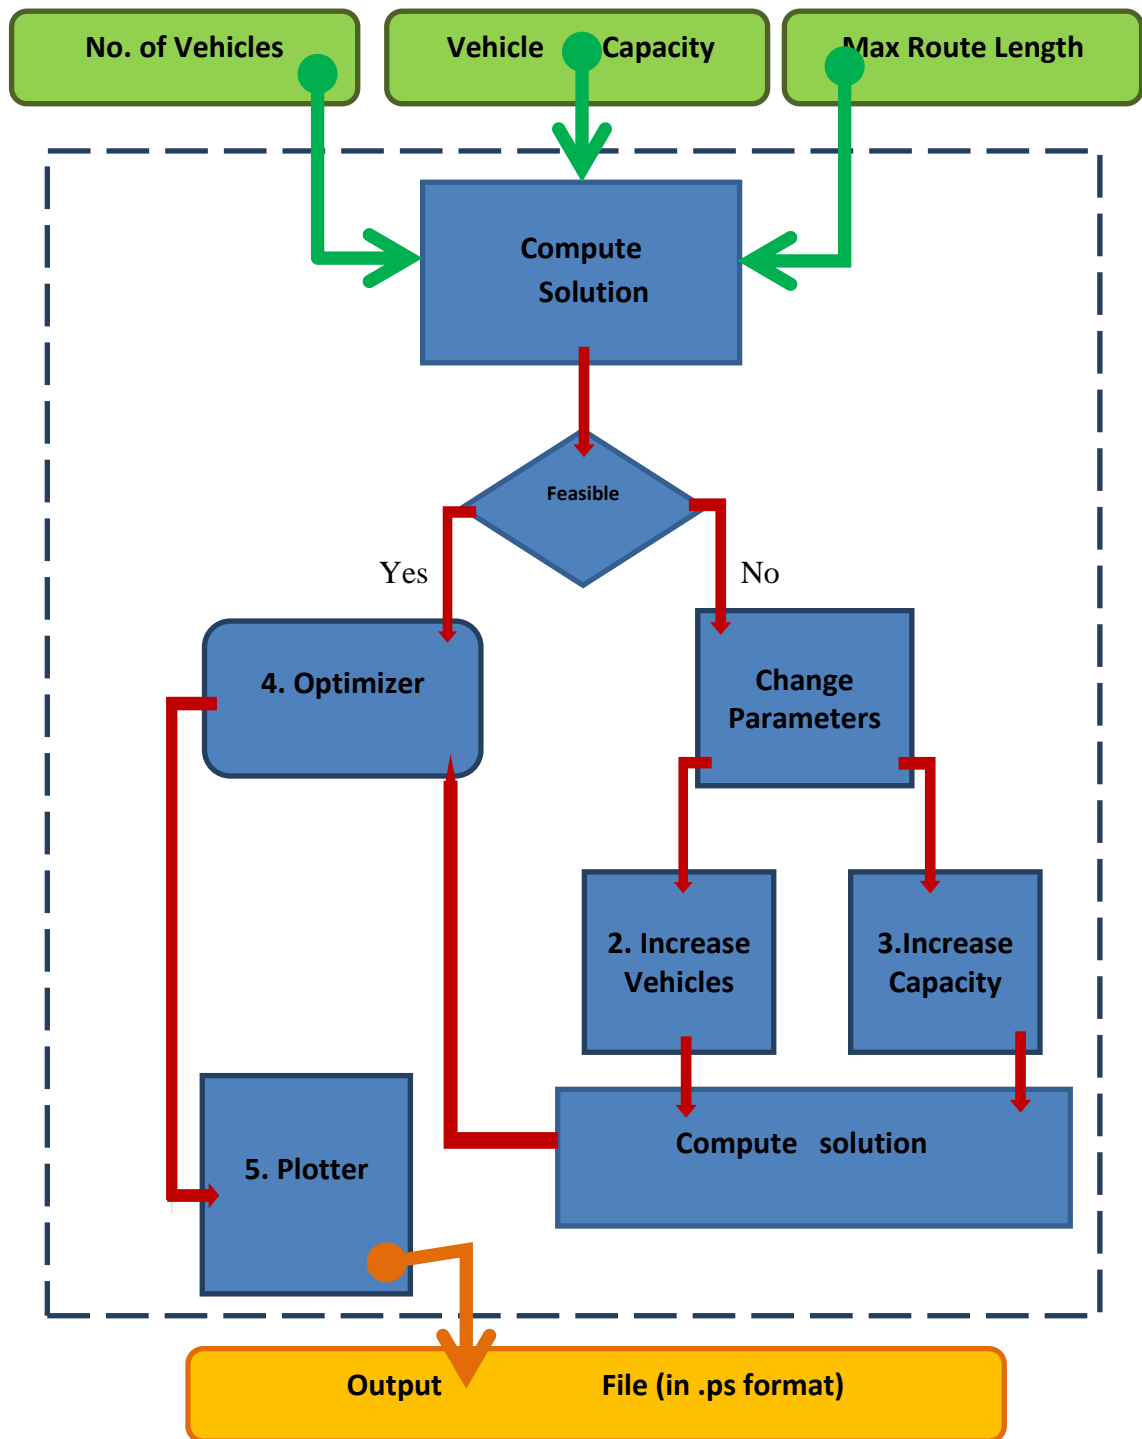 No. of Vehicles
Vehicle Capacity
Max Route Length
Compute
Solution
Feasible
Yes
No
4. Optimizer
Change
Parameters
2. Increase
Vehicles
3.Increase
Capacity
Compute solution
5. Plotter
Output File (in .ps format)